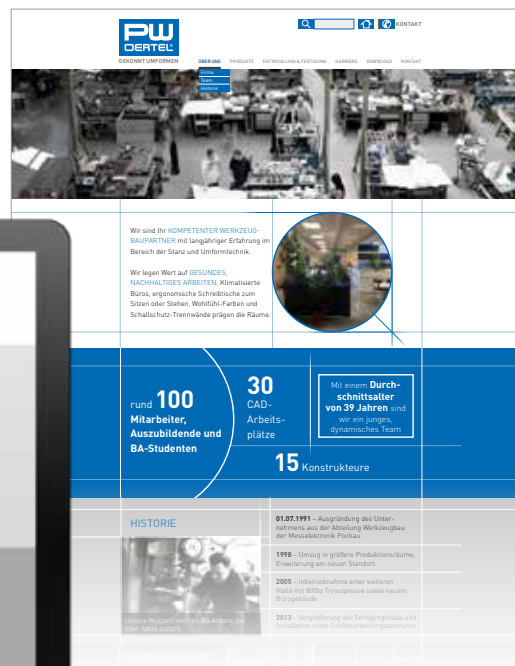 PW
OERTEL
GEKONNT UMFORMEN
KONTAKT
ÜBER UNS PRODUKTE ENTWICKLUNG & FERTIGUNG KARRIERE DOWNLOAD KONTAKT
Firma
Team
Historie
Wir sind Ihr KOMPETENTER WERKZEUG-
BAUPARTNER mit langjähriger Erfahrung im
Bereich der Stanz und Umformtechnik.
Wir legen Wert auf GESUNDES,
NACHHALTIGES ARBEITEN. Klimatisierte
Büros, ergonomische Schreibtische zum
Sitzen oder Stehen, Wohlfühl-Farben und
Schallschutz-Trennwände prägen die Räume.
rund 100
Mitarbeiter,
Auszubildende und
BA-Studenten
30
CAD-
Arbeits-
plätze
Mit einem Durch-
schnittsalter
von 39 Jahren sind
wir ein junges,
dynamisches Team
15 Konstrukteure
HISTORIE
Unsere Wurzeln reichen bis Anfang der
60er Jahre zurück.
01.07.1991 – Ausgründung des Unter-
nehmens aus der Abteilung Werkzeugbau
der Messelektronik Pockau.
1998 – Umzug in größere Produktionsräume,
Erweiterung am neuen Standort.
2005 – Inbetriebnahme einer weiteren
Halle mit 800to Tryoutpresse sowie neuem
Bürogebäude
2013 – Vergrößerung der Fertigungshalle und
Installation eines Großbearbeitungszentrums